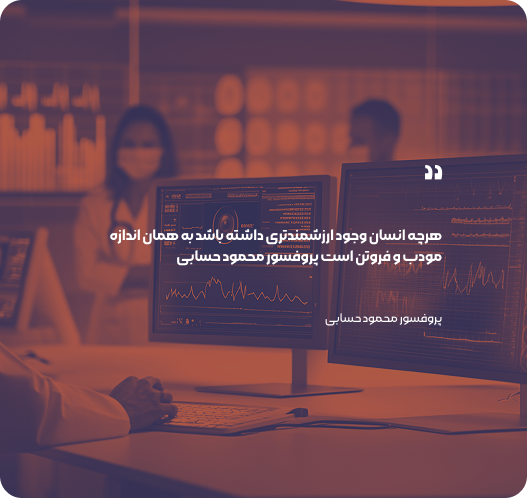 هرچه انسان وجود ارزشمندتری داشته باشد به همان اندازه
مودب و فروتن است پروفسور محمود حسابی
پروفسور محمود حسابی